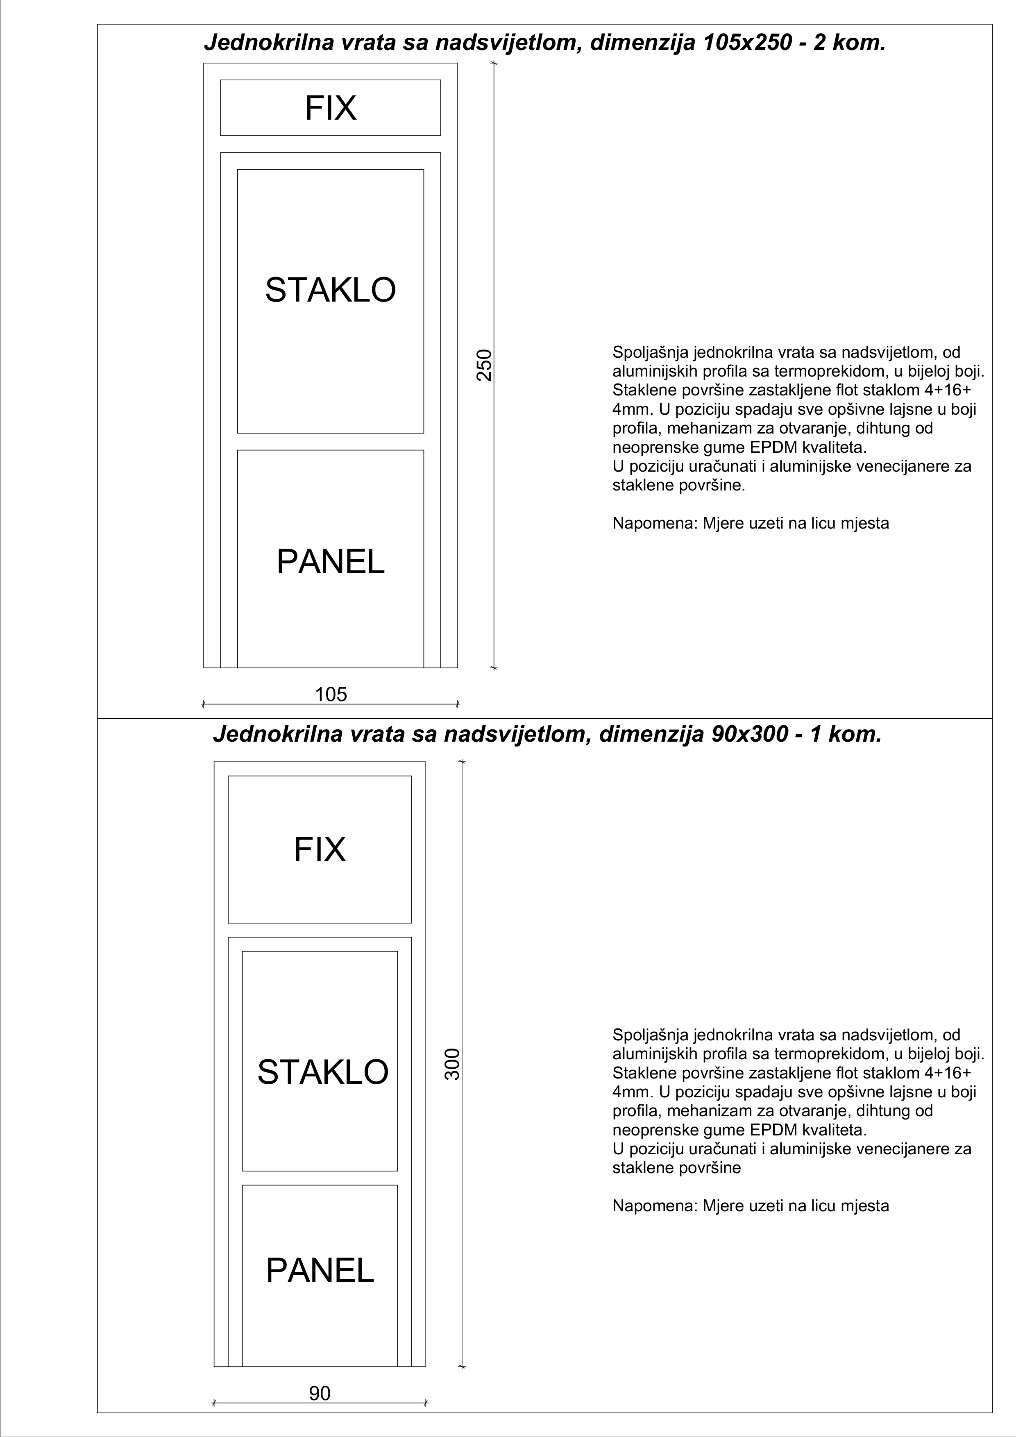 Jednokrilna vrata sa nadsvijetlom, dimenzija 105x250 - 2 kom.
FIX
STAKLO
250
Spoljašnja jednokrilna vrata sa nadsvijetlom, od
aluminijskih profila sa termoprekidom, u bijeloj boji.
Staklene površine zastakljene flot staklom 4+16+
4mm. U poziciju spadaju sve opšivne lajsne u boji
profila, mehanizam za otvaranje, dihtung od
neoprenske gume EPDM kvaliteta.
U poziciju uračunati i aluminijske venecijanere za
staklene površine.
Napomena: Mjere uzeti na licu mjesta
PANEL
105
Jednokrilna vrata sa nadsvijetlom, dimenzija 90x300 - 1 kom.
FIX
STAKLO
300
Spoljašnja jednokrilna vrata sa nadsvijetlom, od
aluminijskih profila sa termoprekidom, u bijeloj boji.
Staklene površine zastakljene flot staklom 4+16+
4mm. U poziciju spadaju sve opšivne lajsne u boji
profila, mehanizam za otvaranje, dihtung od
neoprenske gume EPDM kvaliteta.
U poziciju uračunati i aluminijske venecijanere za
staklene površine
Napomena: Mjere uzeti na licu mjesta
PANEL
90